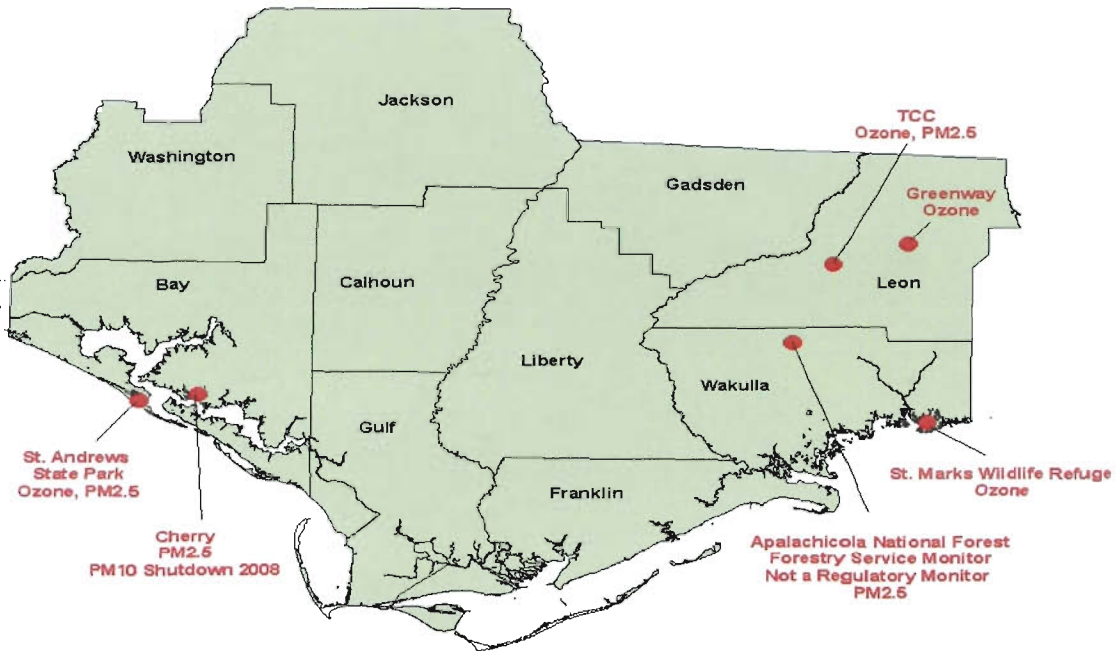 Jackson
Washington
TCC
Ozone, PM2.5
Gadsden
Greenway
Ozone
Bay
Calhoun
Leon
Liberty
Wakulla
Gulf
St. Andrews
State Park
Ozone, PM2.5
St. Marks Wildlife Refuge
Ozone
Franklin
Cherry
PM2.5
PM10 Shutdown 2008
Apalachicola National Forest
Forestry Service Monitor
Not a Regulatory Monitor
PM2.5